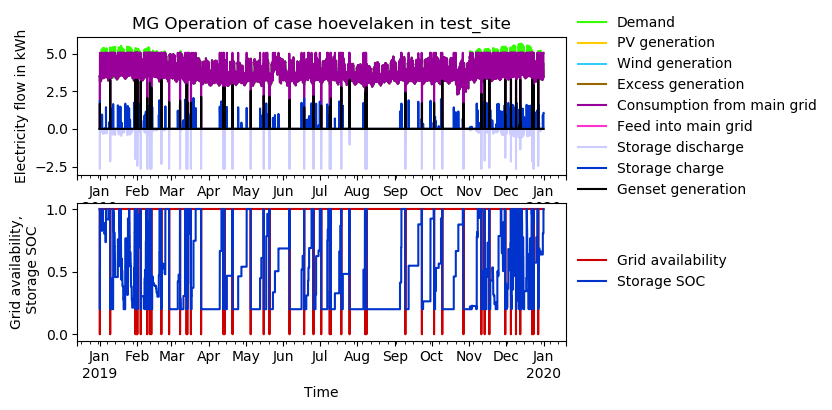 MG Operation of case hoevelaken in test_site
Electricity flow in kWh
5.0
2.5
0.0
−2.5
Jan Feb Mar Apr May Jun Jul Aug Sep Oct Nov Dec Jan
Demand
PV generation
Wind generation
Excess generation
Consumption from main grid
Feed into main grid
Storage discharge
Storage charge
Genset generation
Grid availability,
Storage SOC
1.0
0.5
0.0
Jan Feb Mar Apr May Jun Jul Aug Sep Oct Nov Dec Jan
2019 2020
Time
Grid availability
Storage SOC